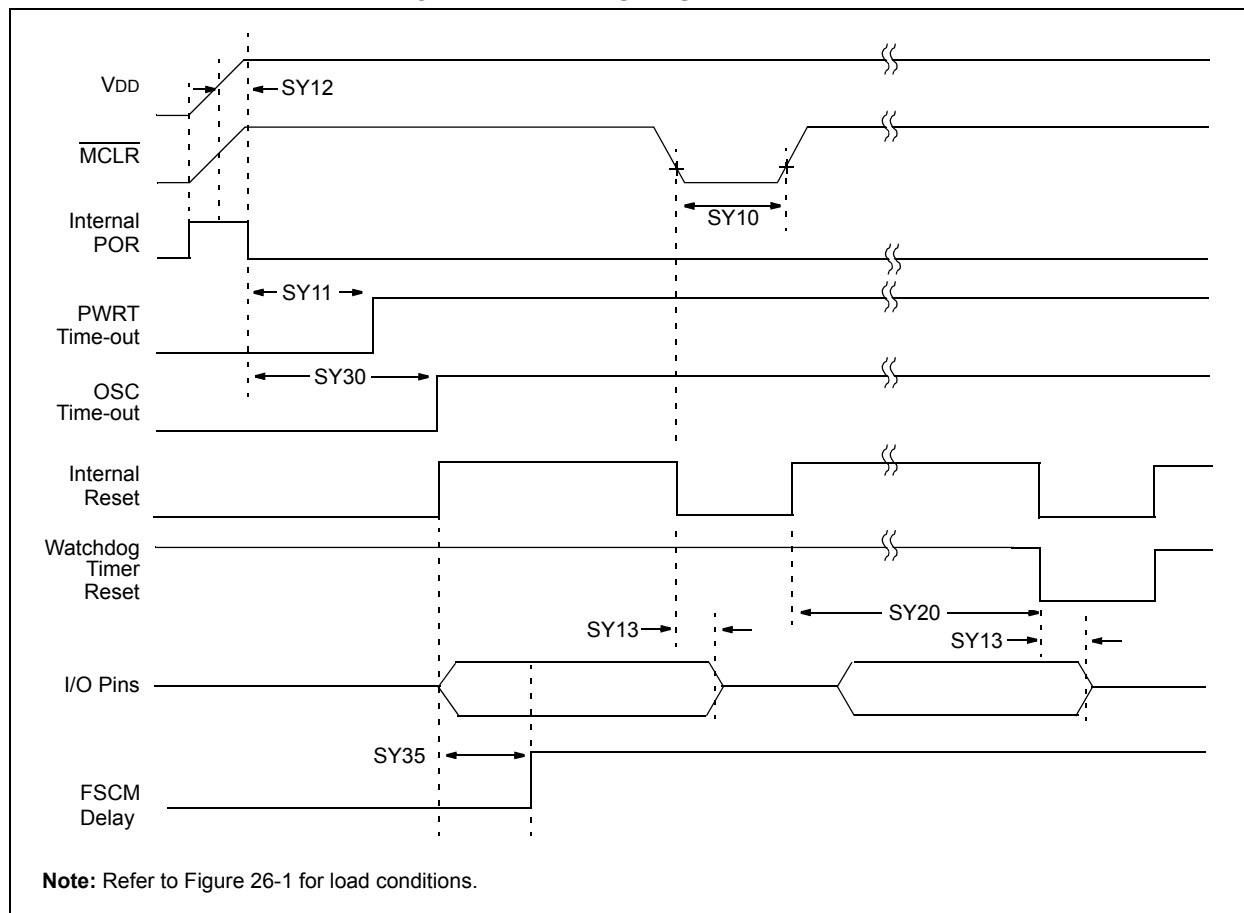 VDD
SY12
MCLR
SY10
Internal
POR
SY11
PWRT
Time-out
SY30
OSC
Time-out
Internal
Reset
Watchdog
Timer
Reset
SY20
SY13
SY13
I/O Pins
SY35
FSCM
Delay
Note: Refer to Figure 26-1 for load conditions.